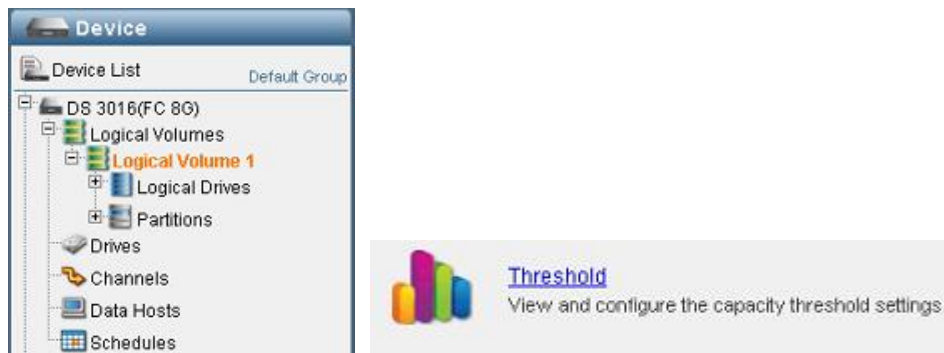 Device
Device List Default Group
DS 3016(FC 8G)
Logical Volumes
Logical Volume 1
Logical Drives
Partitions
Drives
Channels
Data Hosts
Schedules
Threshold
View and configure the capacity threshold settings